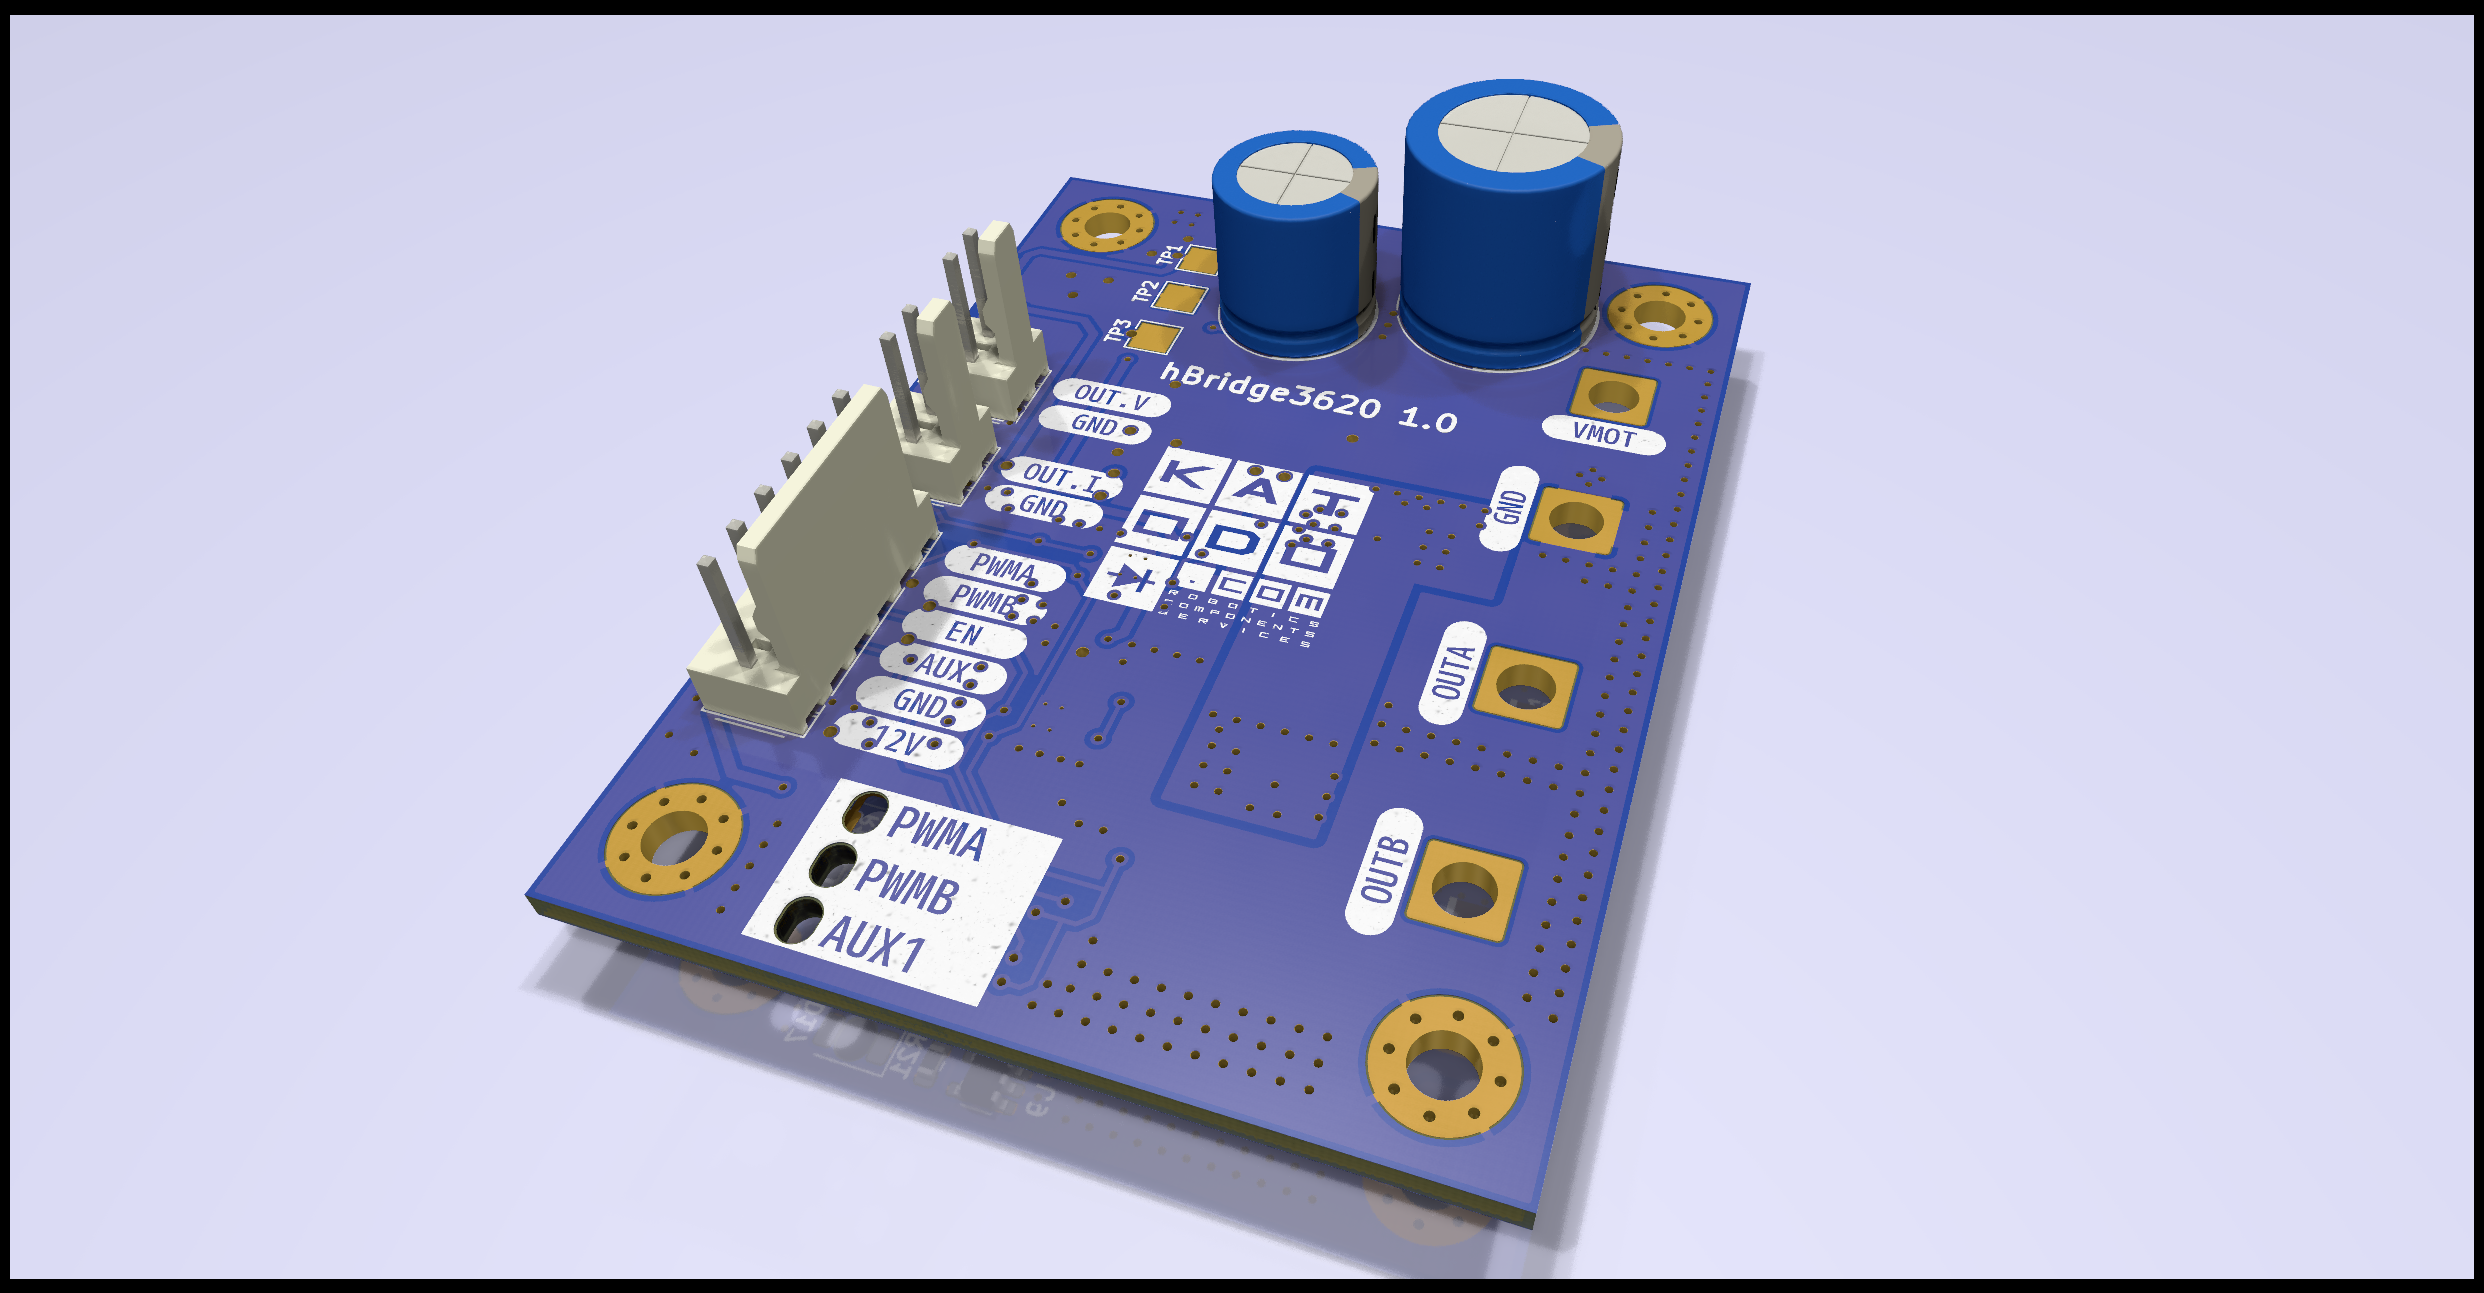 TP1
TP2
TP3
hBridge3620 1.0
OUT.V
GND
OUT.I
GND
PWMA
PWMB
EN
AUX
GND
12V
VMOT
GND
OUTA
OUTB
KAT
ODO
.COM
ROBOTICS
COMPONENTS
SERVICES
PWMA
PWMB
AUX1